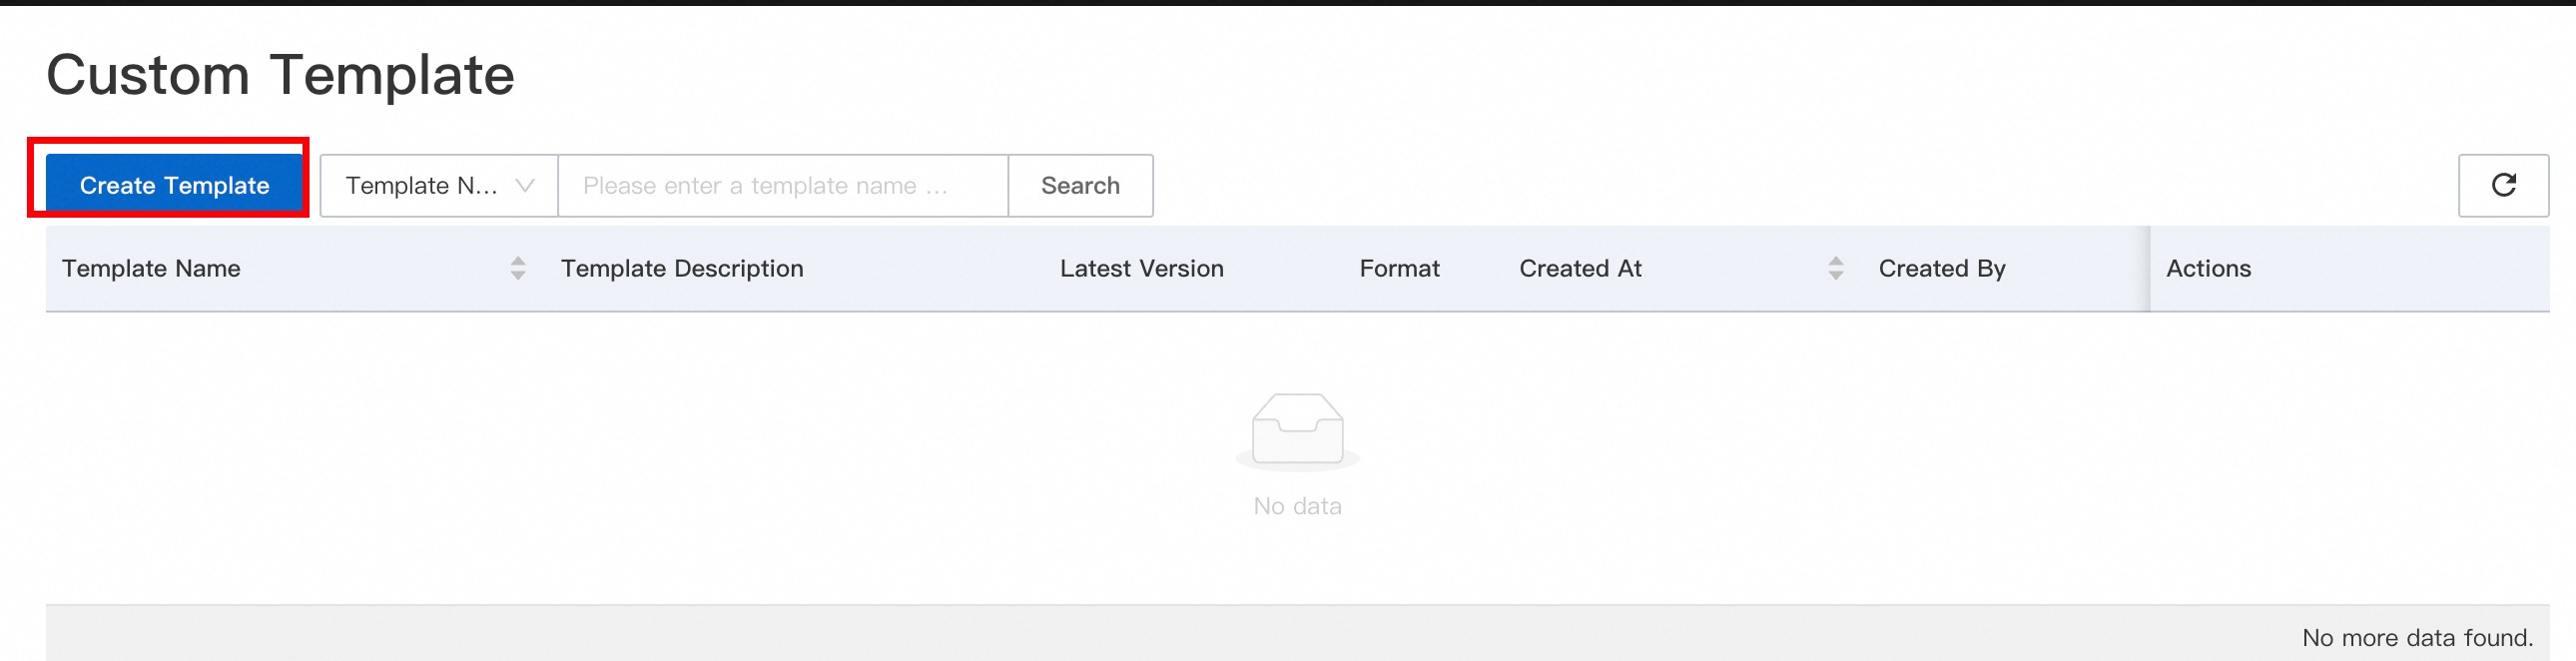 Custom Template
Create Template Template N... Please enter a template name ... Search
Template Name Template Description Latest Version Format Created At Created By Actions
No data
No more data found.